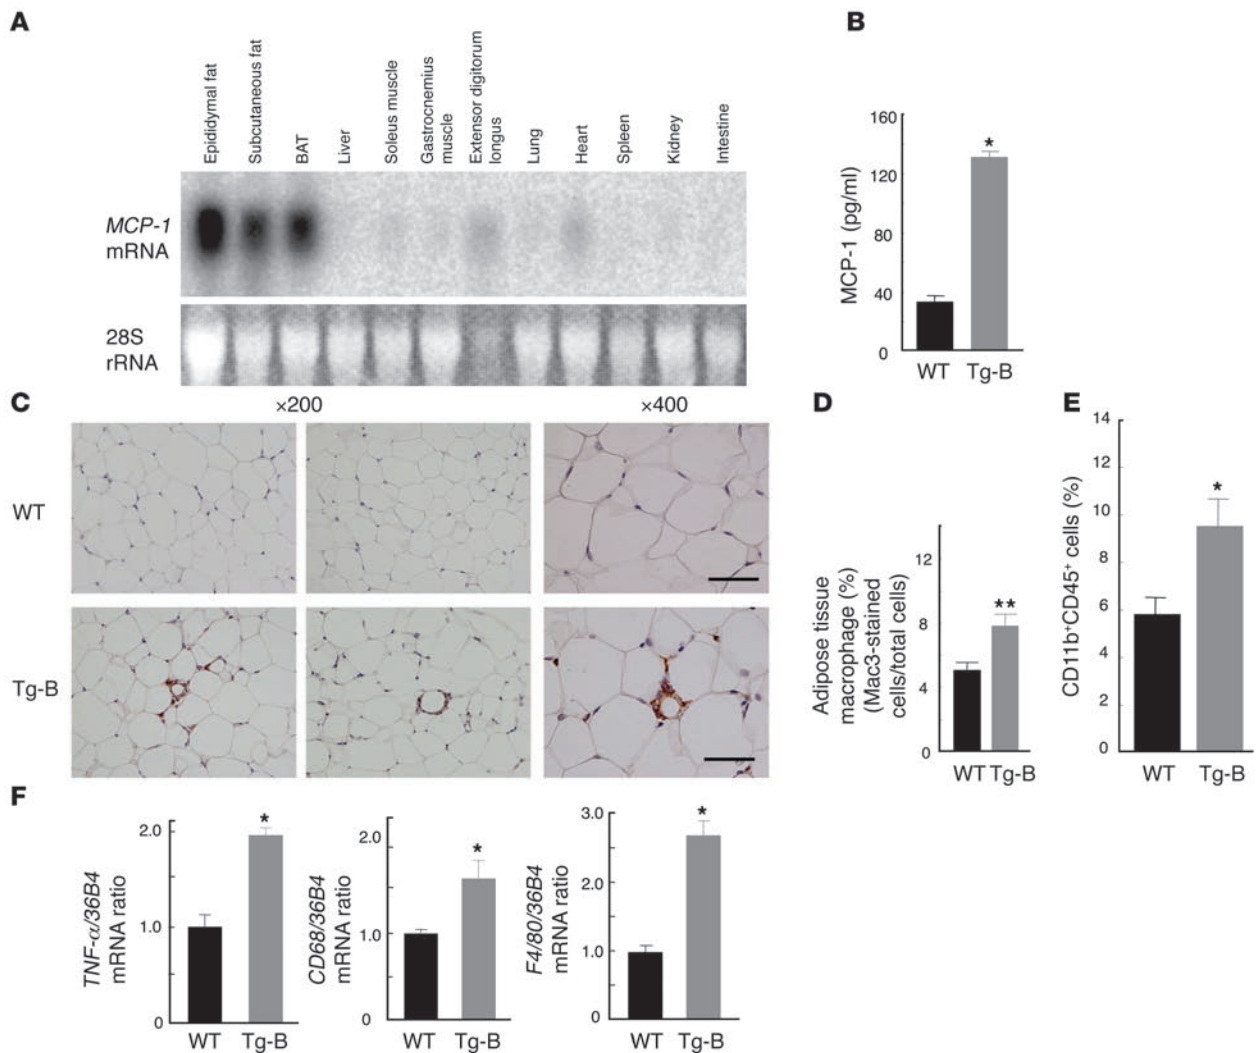 A
Epididymal fat
Subcutaneous fat
BAT
Liver
Soleus muscle
Gastrocnemius
muscle
Extensor digitorum
longus
Lung
Heart
Spleen
Kidney
Intestine
MCP-1
mRNA
28S
rRNA
B
MCP-1 (pg/ml)
160
120
80
40
0
*
WT Tg-B
C
×200 ×400
WT
Tg-B
D
Adipose tissue
macrophage (%)
(Mac3-stained
cells/total cells)
12
8
4
0
**
WT Tg-B
E
CD11b⁺CD45⁺ cells (%)
14
12
10
8
6
4
2
0
*
WT Tg-B
F
TNF-α/36B4
mRNA ratio
2.0
1.0
0
*
WT Tg-B
CD68/36B4
mRNA ratio
2.0
1.0
0
*
WT Tg-B
F4/80/36B4
mRNA ratio
3.0
2.0
1.0
0
*
WT Tg-B